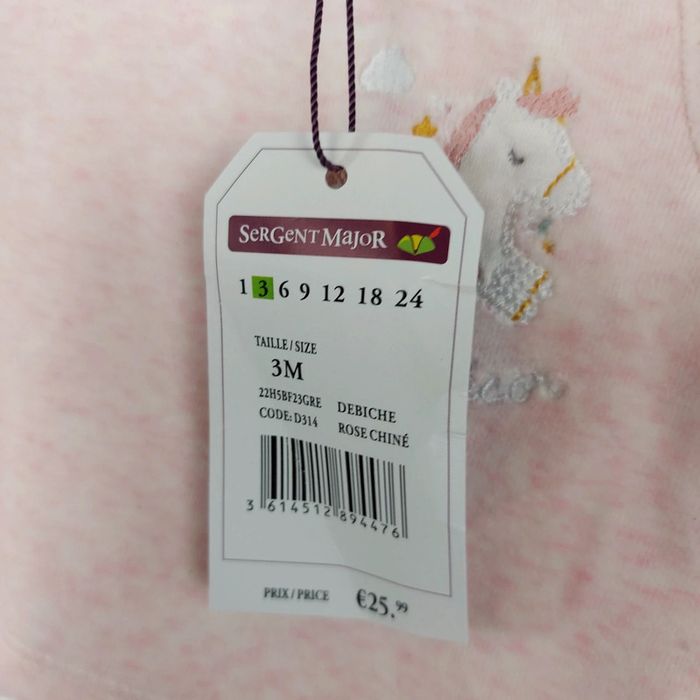 SERGENT MAJOR
1 3 6 9 12 18 24
TAILLE / SIZE
3M
22H5BF23GRE DEBICHE
CODE: D314 ROSE CHINÉ
3 614512 894476
PRIX / PRICE €25.99